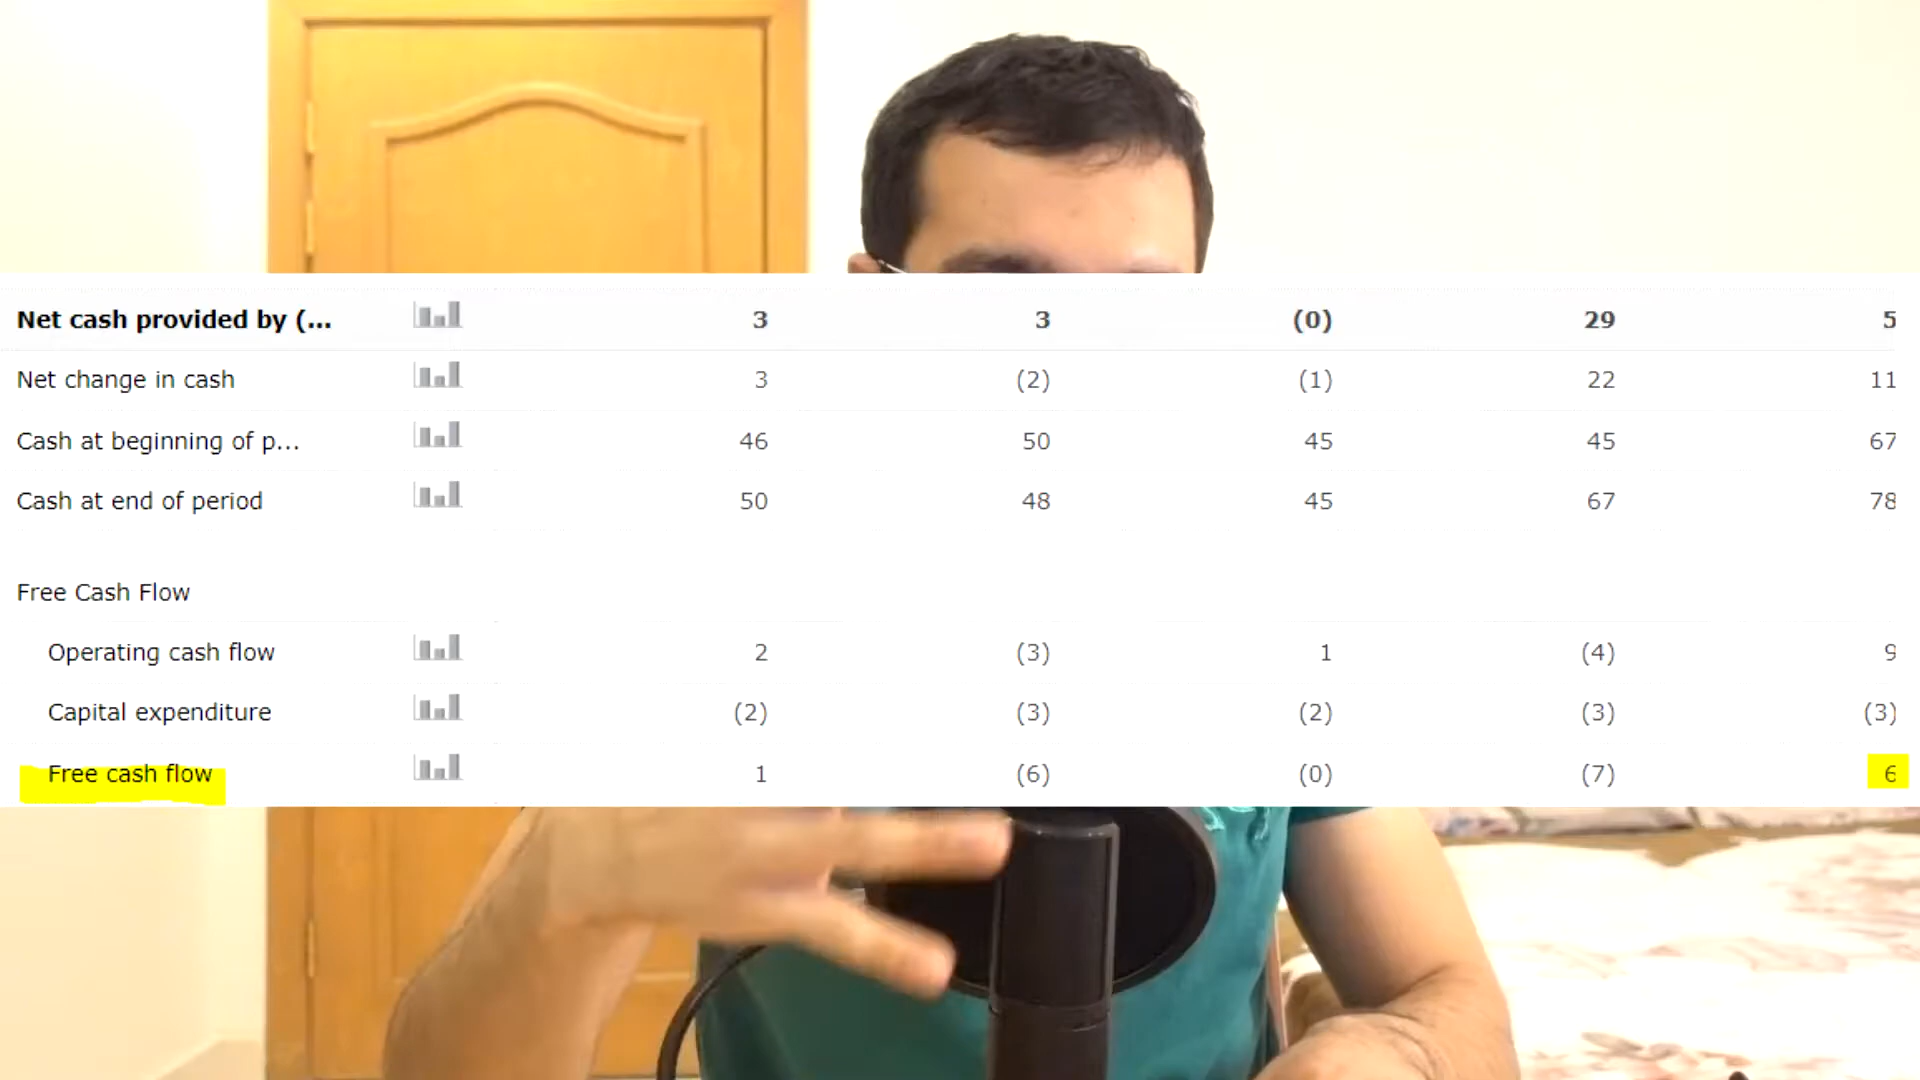 Net cash provided by (... 3 3 (0) 29 5
Net change in cash 3 (2) (1) 22 11
Cash at beginning of p... 46 50 45 45 67
Cash at end of period 50 48 45 67 78
Free Cash Flow
Operating cash flow 2 (3) 1 (4) 9
Capital expenditure (2) (3) (2) (3) (3)
Free cash flow 1 (6) (0) (7) 6